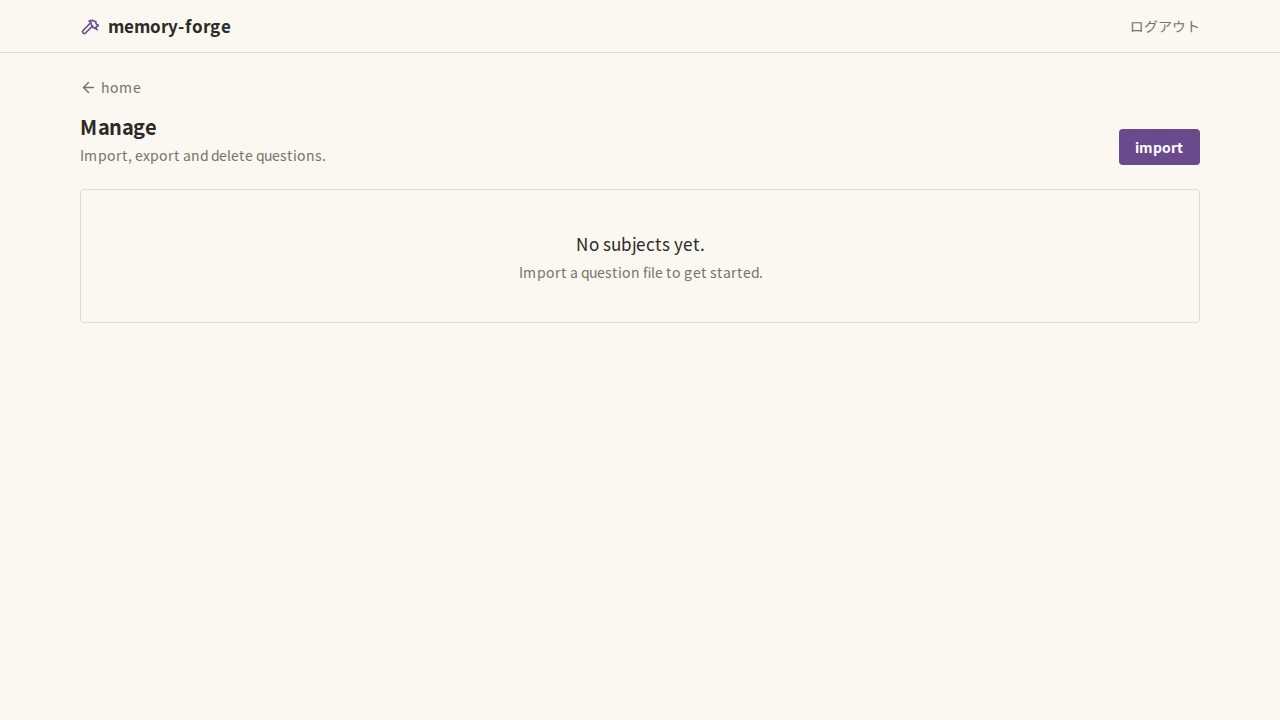 memory-forge
ログアウト
home
Manage
Import, export and delete questions.
import
No subjects yet.
Import a question file to get started.